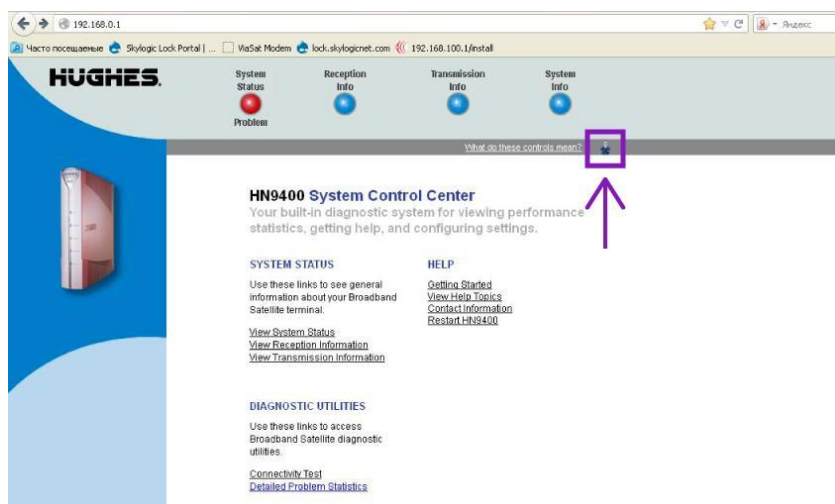 192.168.0.1
Яндекс
Часто посещаемые Skylogic Lock Portal | ... ViaSat Modem lock.skylogicnet.com 192.168.100.1/install
HUGHES.
System Status
Reception Info
Transmission Info
System Info
Problem
What do these controls mean?
HN9400 System Control Center
Your built-in diagnostic system for viewing performance
statistics, getting help, and configuring settings.
SYSTEM STATUS
Use these links to see general
information about your Broadband
Satellite terminal.
View System Status
View Reception Information
View Transmission Information
HELP
Getting Started
View Help Topics
Contact Information
Restart HN9400
DIAGNOSTIC UTILITIES
Use these links to access
Broadband Satellite diagnostic
utilities.
Connectivity Test
Detailed Problem Statistics